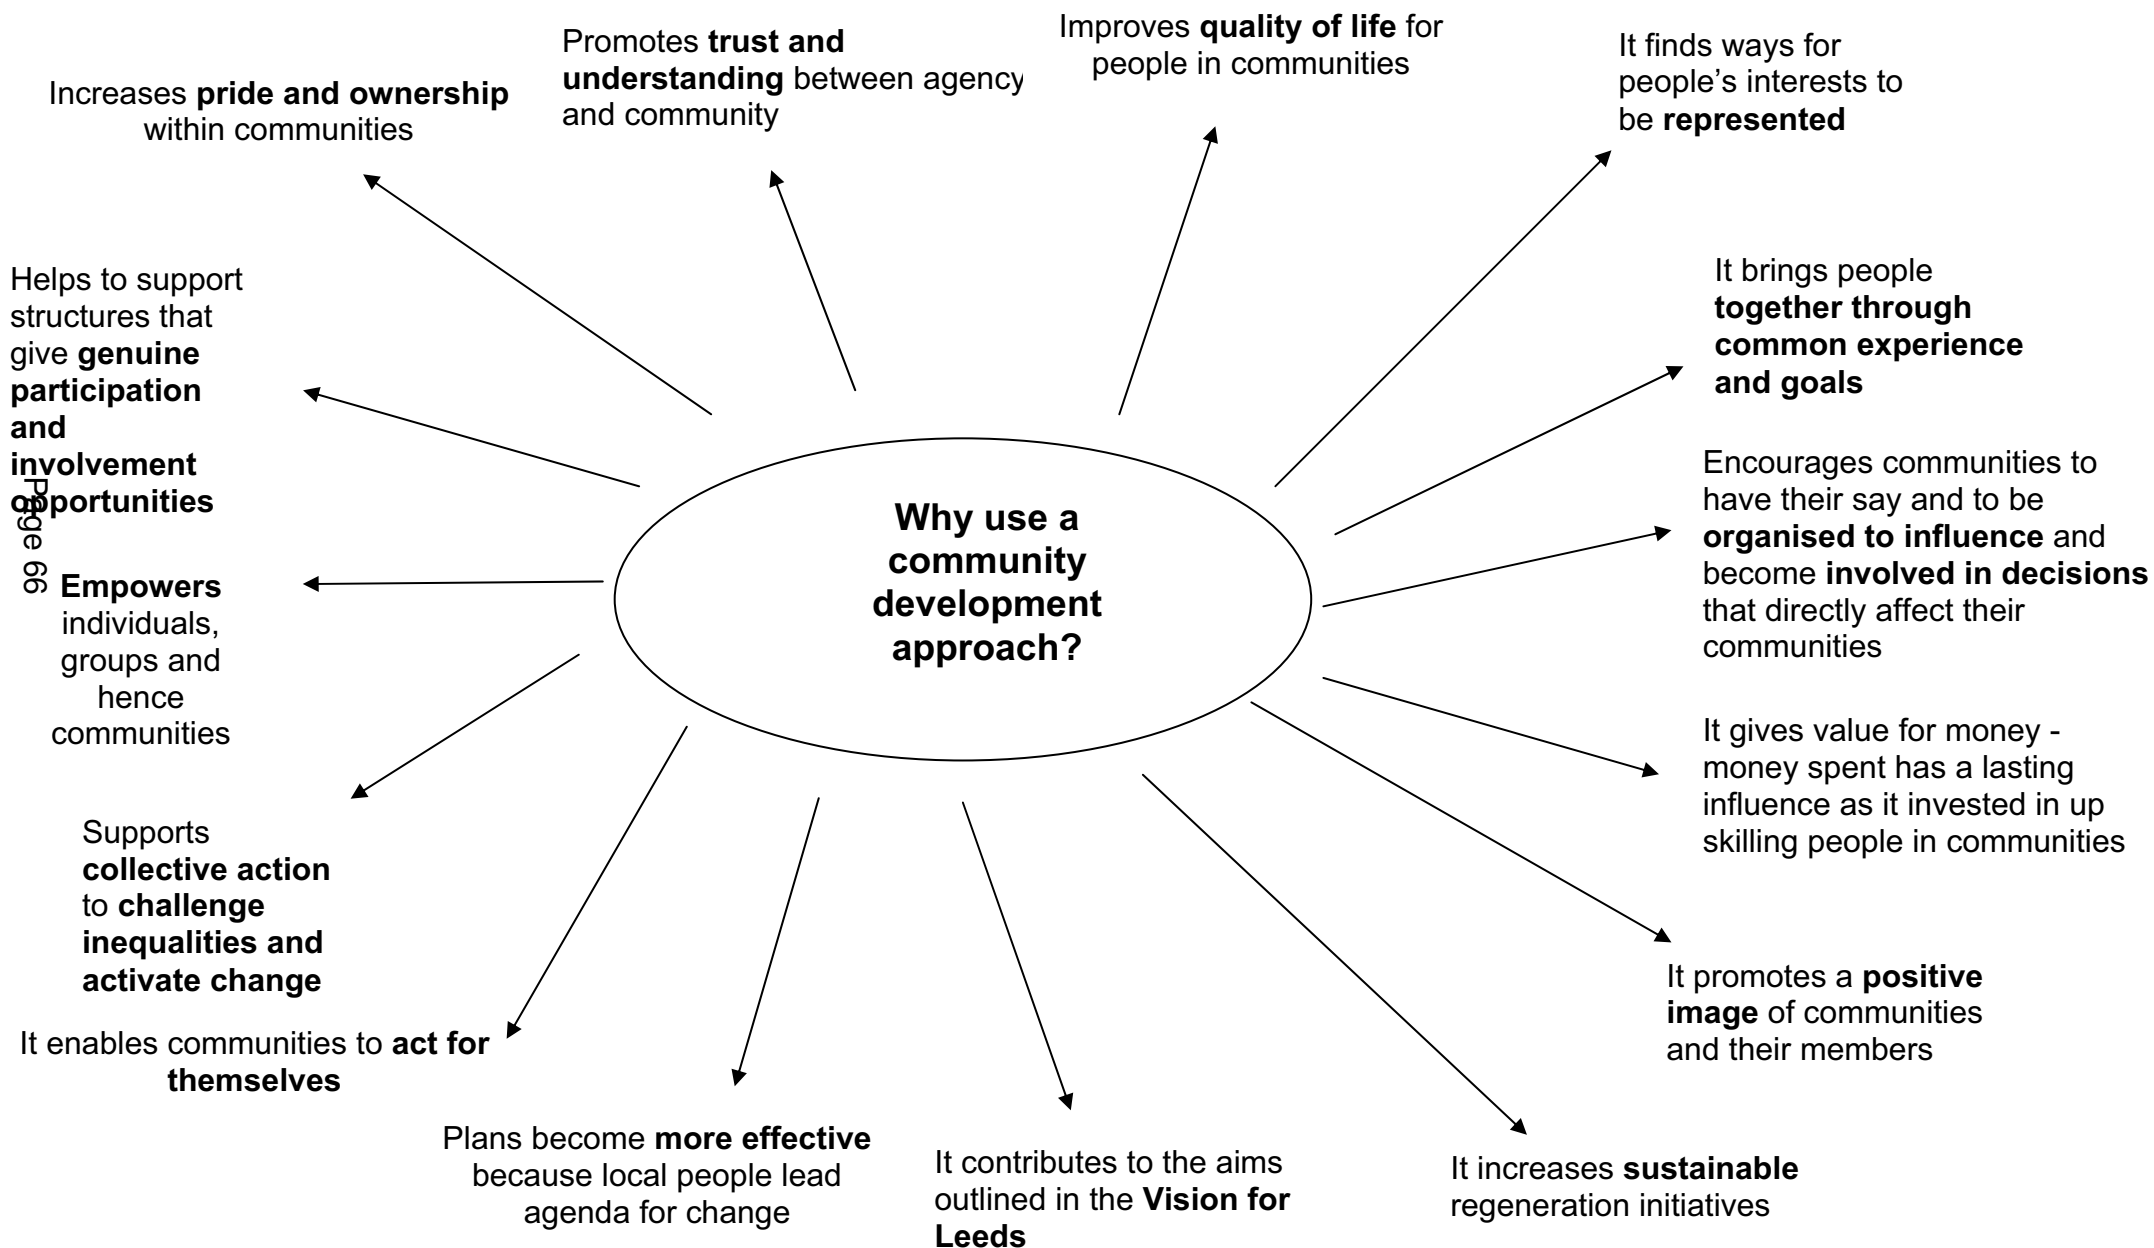 Increases pride and ownership
within communities
Promotes trust and
understanding between agency
and community
Improves quality of life for
people in communities
It finds ways for
people’s interests to
be represented
It brings people
together through
common experience
and goals
Encourages communities to
have their say and to be
organised to influence and
become involved in decisions
that directly affect their
communities
It gives value for money -
money spent has a lasting
influence as it invested in up
skilling people in communities
It promotes a positive
image of communities
and their members
It increases sustainable
regeneration initiatives
It contributes to the aims
outlined in the Vision for
Leeds
Plans become more effective
because local people lead
agenda for change
It enables communities to act for
themselves
Supports
collective action
to challenge
inequalities and
activate change
Empowers
individuals,
groups and
hence
communities
Helps to support
structures that
give genuine
participation
and
involvement
opportunities
Why use a
community
development
approach?
Page 66